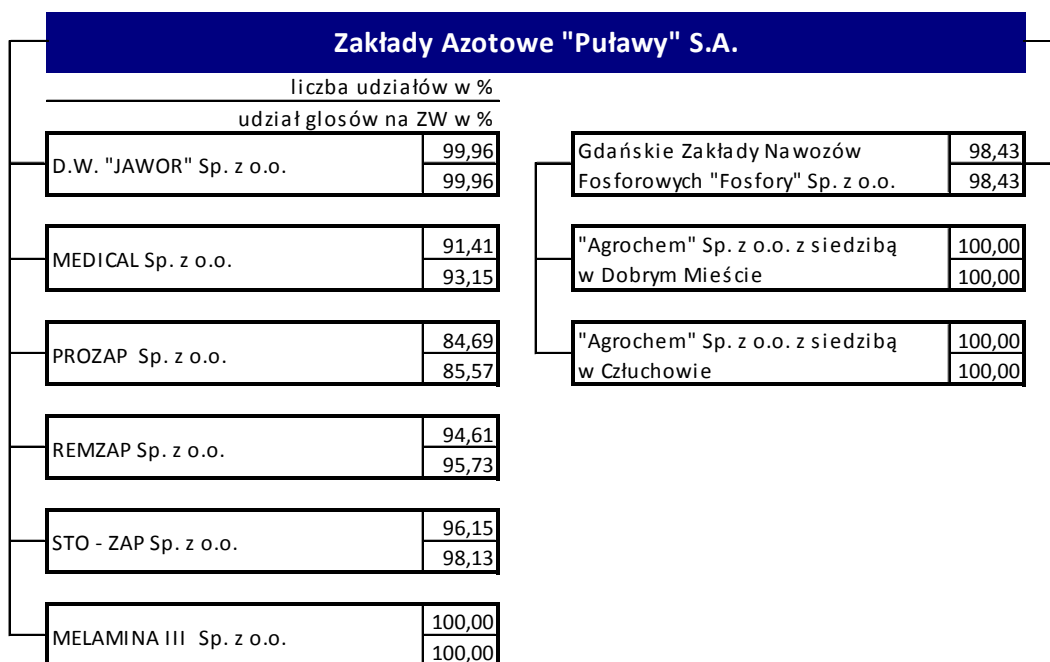 Zakłady Azotowe "Puławy" S.A.
liczba udziałów w %
udział glosów na ZW w %
D.W. "JAWOR" Sp. z o.o.
99,96
99,96
MEDICAL Sp. z o.o.
91,41
93,15
PROZAP Sp. z o.o.
84,69
85,57
REMZAP Sp. z o.o.
94,61
95,73
STO - ZAP Sp. z o.o.
96,15
98,13
MELAMINA III Sp. z o.o.
100,00
100,00
Gdańskie Zakłady Nawozów
Fosforowych "Fosfory" Sp. z o.o.
98,43
98,43
"Agrochem" Sp. z o.o. z siedzibą
w Dobrym Mieście
100,00
100,00
"Agrochem" Sp. z o.o. z siedzibą
w Człuchowie
100,00
100,00